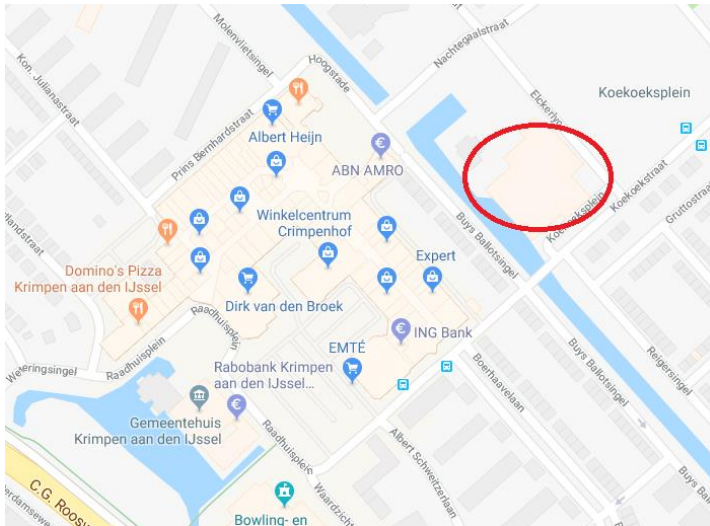 Molenvlietsingel
Hoogstade
Nachtegaalstraat
Elckerlyc
Koekoeksplein
Kon. Julianastraat
Prins Bernhardstraat
Albert Heijn
ABN AMRO
Koekoeksplein
Koekoekstraat
Gruttostraat
Winkelcentrum
Crimpenhof
Buys Ballotsingel
Expert
Domino's Pizza
Krimpen aan den IJssel
Dirk van den Broek
Raadhuisplein
ING Bank
EMTÉ
Raadhuisplein
Weteringsingel
Rabobank Krimpen
aan den IJssel...
Boerhaavelaan
Buys Ballotsingel
Reigersingel
Gemeentehuis
Krimpen aan den IJssel
Raadhuisplein
Albert Schweitzerlaan
Buys
C.G. Roosv
Waardzicht
Bowling- en